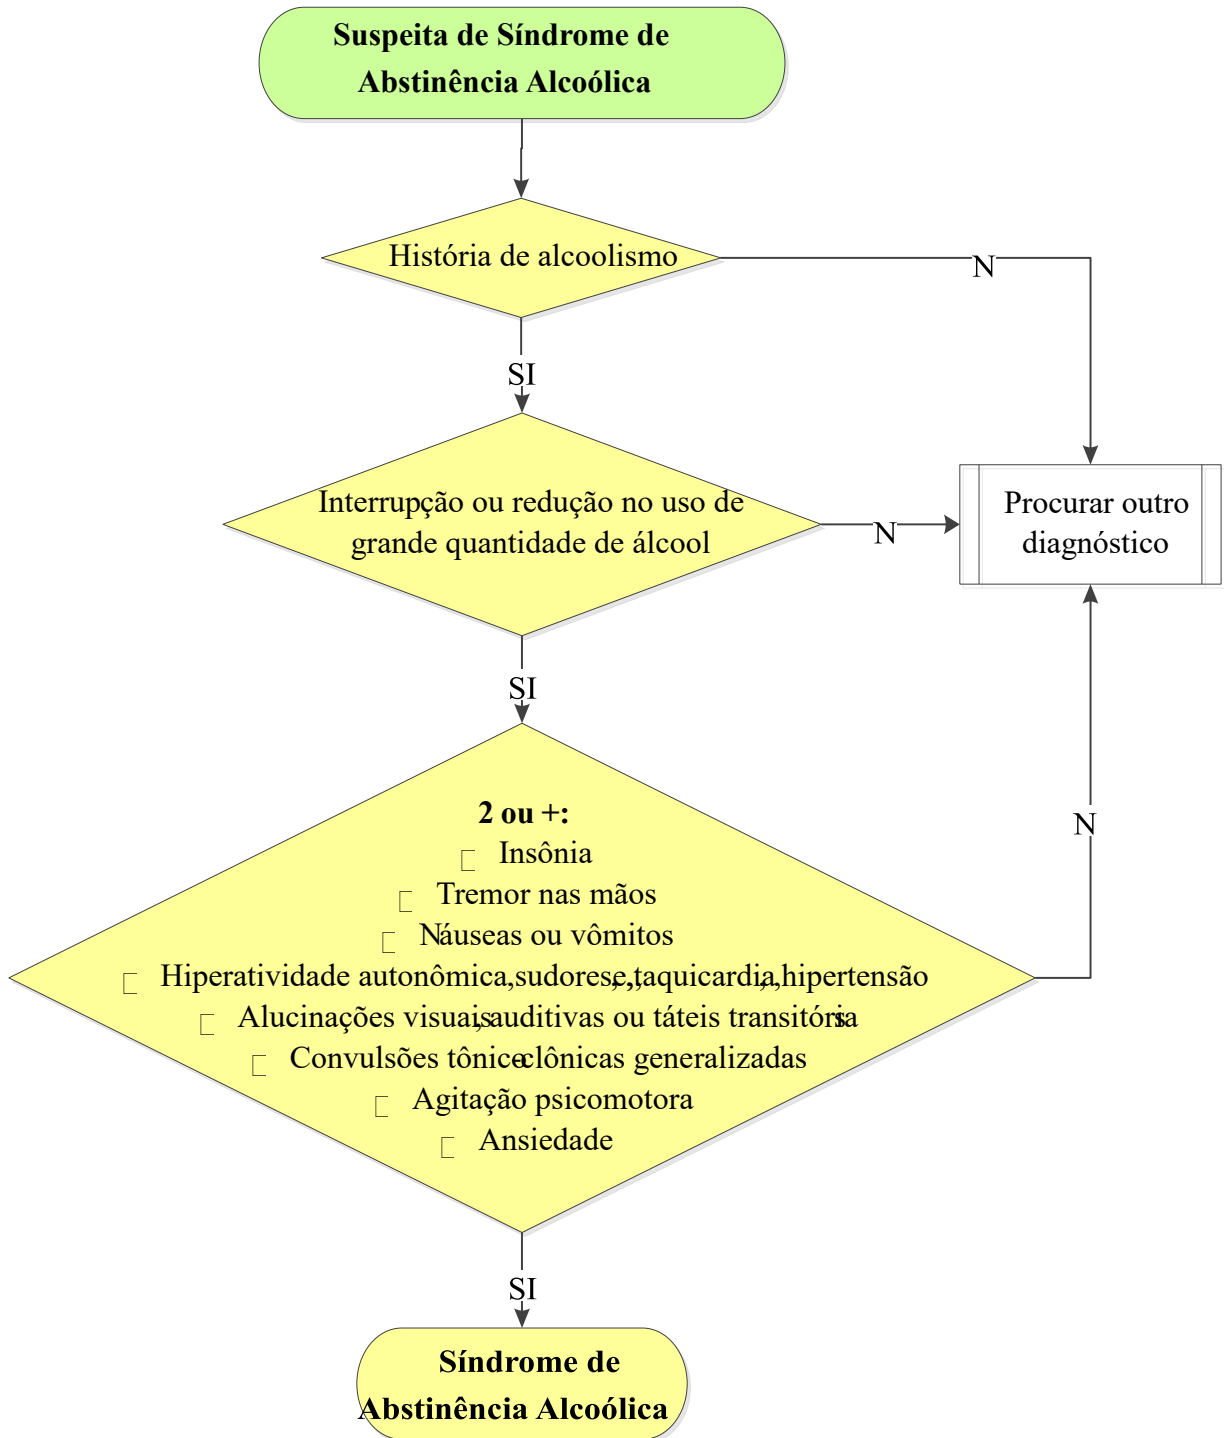 Suspeita de Síndrome de
Abstinência Alcoólica
História de alcoolismo
N
SI
Interrupção ou redução no uso de
grande quantidade de álcool
N
Procurar outro
diagnóstico
SI
N
2 ou +:
Insônia
Tremor nas mãos
Náuseas ou vômitos
Hiperatividade autonômica,sudorese,taquicardia,hipertensão
Alucinações visuais,auditivas ou táteis transitória
Convulsões tônico-clônicas generalizadas
Agitação psicomotora
Ansiedade
SI
Síndrome de
Abstinência Alcoólica